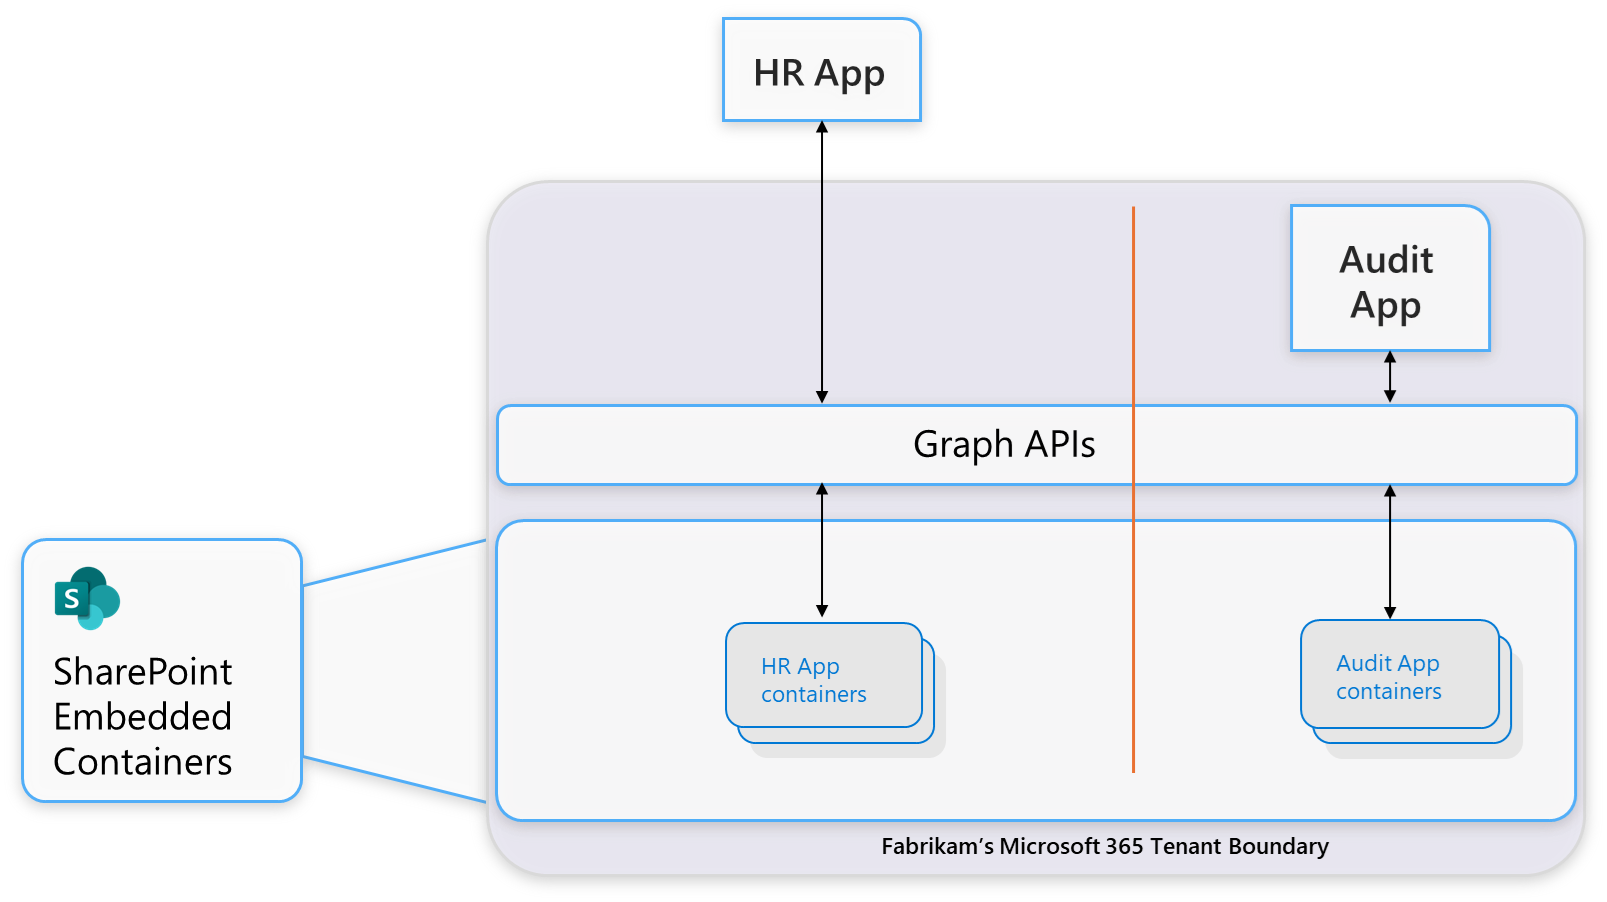 HR App
Audit
App
Graph APIs
S
SharePoint
Embedded
Containers
HR App
containers
Audit App
containers
Fabrikam’s Microsoft 365 Tenant Boundary